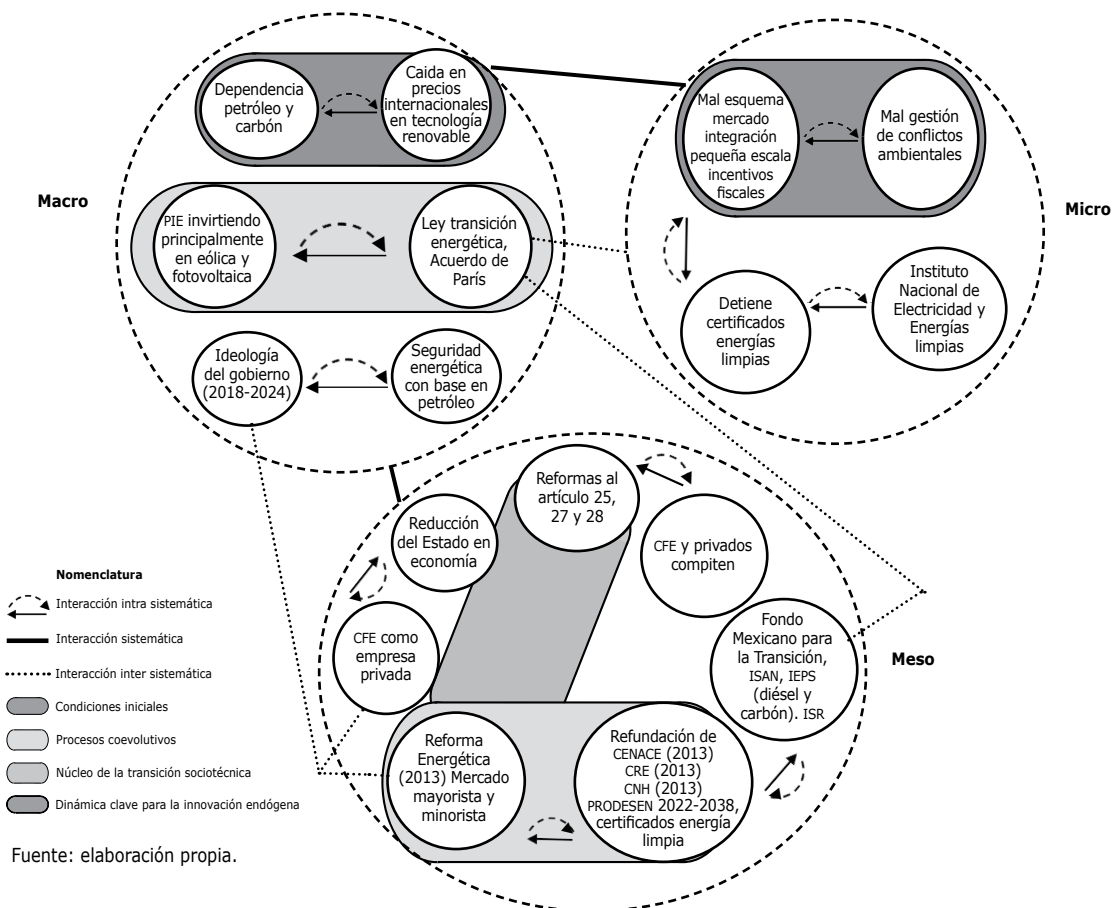 Macro
Dependencia
petróleo y
carbón
Caida en
precios
internacionales
en tecnología
renovable
PIE invirtiendo
principalmente
en eólica y
fotovoltaica
Ley transición
energética,
Acuerdo de
París
Ideología
del gobierno
(2018-2024)
Seguridad
energética
con base en
petróleo
Micro
Mal esquema
mercado
integración
pequeña escala
incentivos
fiscales
Mal gestión
de conflictos
ambientales
Detiene
certificados
energías
limpias
Instituto
Nacional de
Electricidad y
Energías
limpias
Meso
Reformas al
artículo 25,
27 y 28
Reducción
del Estado en
economía
CFE y privados
compiten
CFE como
empresa
privada
Fondo
Mexicano para
la Transición,
ISAN, IEPS
(diésel y
carbón). ISR
Reforma
Energética
(2013) Mercado
mayorista y
minorista
Refundación de
CENACE (2013)
CRE (2013)
CNH (2013)
PRODESEN 2022-2038,
certificados energía
limpia
Nomenclatura
Interacción intra sistemática
Interacción sistemática
Interacción inter sistemática
Condiciones iniciales
Procesos coevolutivos
Núcleo de la transición sociotécnica
Dinámica clave para la innovación endógena
Fuente: elaboración propia.